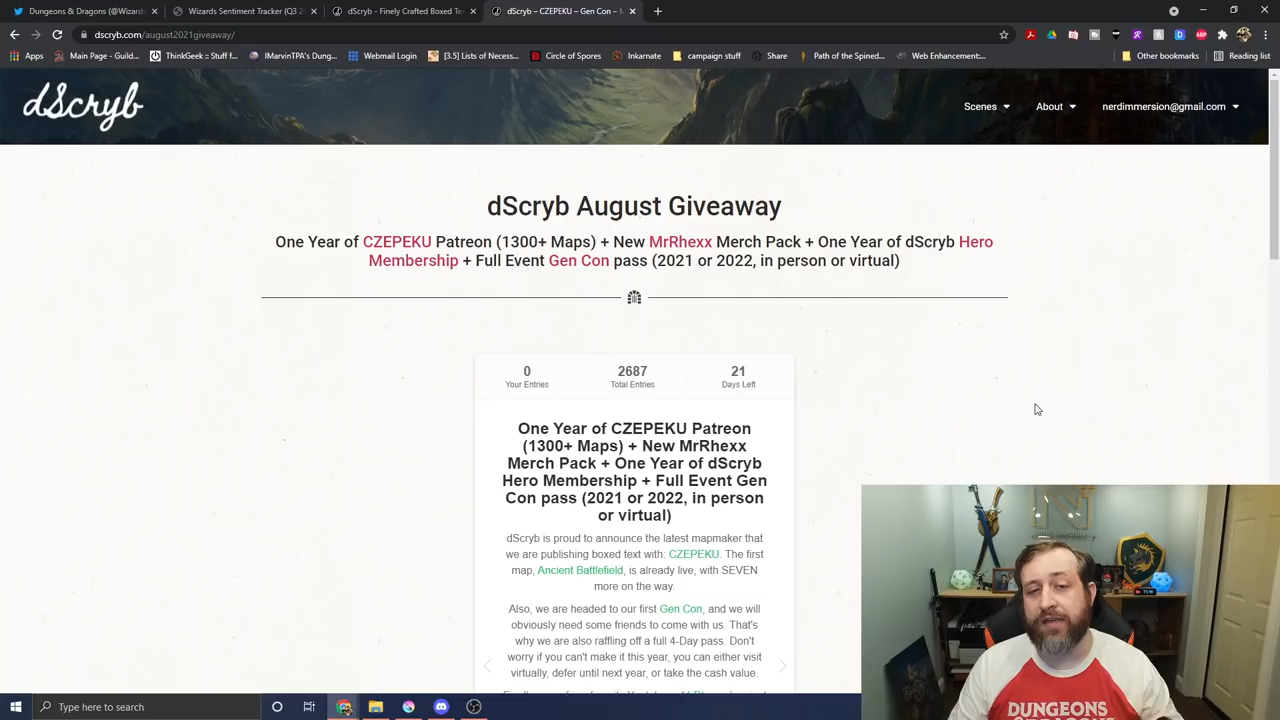 Dungeons & Dragons (@Wizards
Wizards Sentiment Tracker (Q3 2
dScryb - Finely Crafted Boxed Te
dScryb – CZEPEKU – 
dscryb.com/august2021giveaway/
Apps
Main Page - Guild...
ThinkGeek :: Stuff f...
IMarvinTPA's Dung...
Webmail Login
[3.5] Lists of Necess...
Circle of Spores
Inkarnate
campaign stuff
Share
Path of the Spined...
Web Enhancement:...
Other bookmarks
Reading list
dScryb
Scenes
About
nerdimmersion@gmail.com
dScryb August Giveaway
One Year of CZEPEKU Patreon (1300+ Maps) + New MrRhexx Merch Pack + One Year of dScryb Hero
Membership + Full Event Gen Con pass (2021 or 2022, in person or virtual)
0
Your Entries
2687
Total Entries
21
Days Left
One Year of CZEPEKU Patreon
(1300+ Maps) + New MrRhexx
Merch Pack + One Year of dScryb
Hero Membership + Full Event Gen
Con pass (2021 or 2022, in person
or virtual)
dScryb is proud to announce the latest mapmaker that
we are publishing boxed text with: CZEPEKU. The first
map, Ancient Battlefield, is already live, with SEVEN
more on the way.
Also, we are headed to our first Gen Con, and we will
obviously need some friends to come with us. That's
why we are also raffling off a full 4-Day pass. Don't
worry if you can't make it this year, you can either visit
virtually, defer until next year, or take the cash value.
DUNGEONS
Type here to search